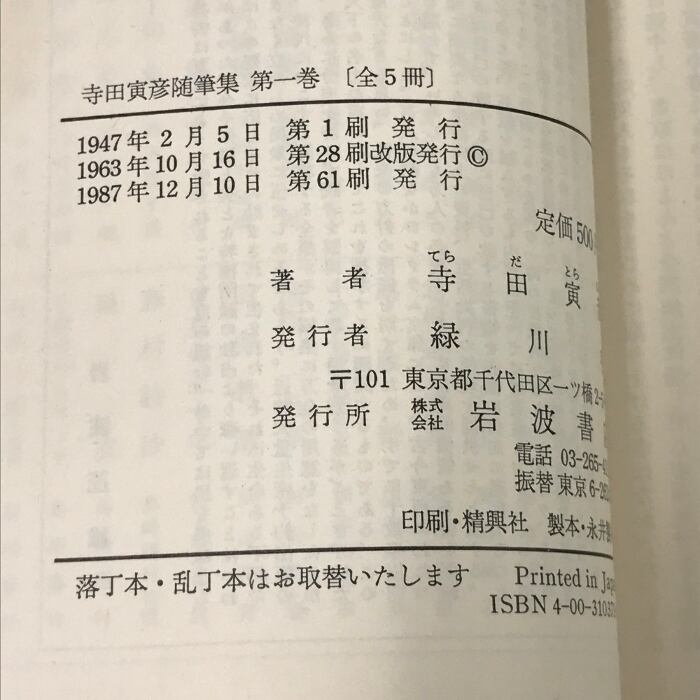 寺田寅彦随筆集 第一巻 〔全5冊〕
1947年2月5日 第1刷発行
1963年10月16日 第28刷改版発行©
1987年12月10日 第61刷発行
定価500
てら だ とら
著者 寺田寅
発行者 緑川
〒101 東京都千代田区一ツ橋2-
発行所 株式会社 岩波書
電話 03-265-4
振替 東京6-26
印刷・精興社 製本・永井
落丁本・乱丁本はお取替いたします
Printed in Jap
ISBN 4-00-3103